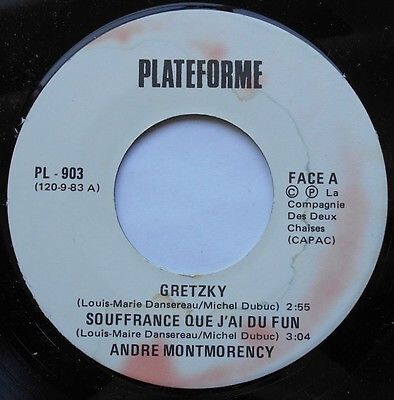 PLATEFORME
PL - 903
(120-9-83 A)
FACE A
© ℗ La
Compagnie
Des Deux
Chaises
(CAPAC)
GRETZKY
(Louis-Marie Dansereau/Michel Dubuc) 2:55
SOUFFRANCE QUE J'AI DU FUN
(Louis-Maire Dansereau/Michel Dubuc) 3:04
ANDRE MONTMORENCY